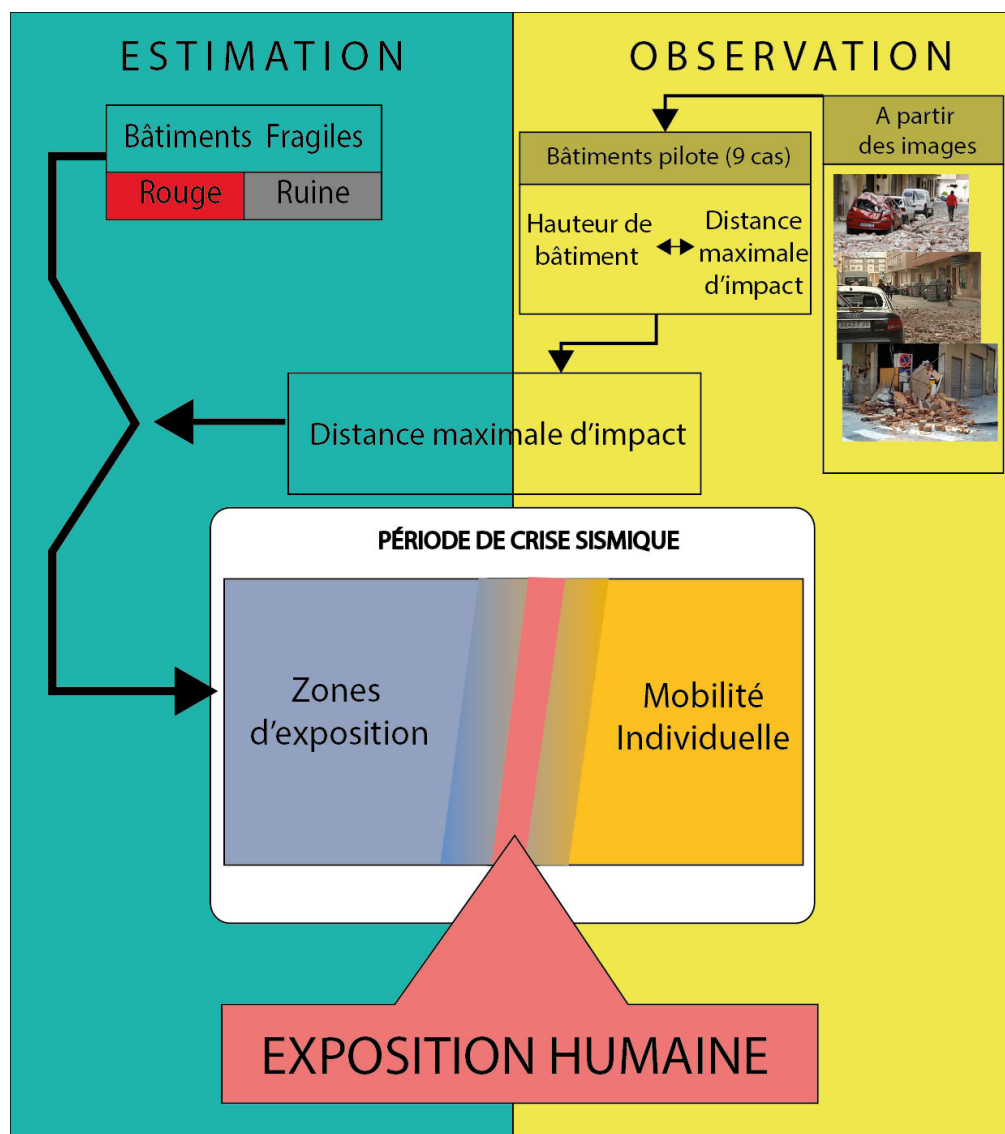 ESTIMATION
OBSERVATION
Bâtiments Fragiles
Rouge
Ruine
A partir
des images
Bâtiments pilote (9 cas)
Hauteur de
bâtiment
Distance
maximale
d'impact
Distance maximale d'impact
PÉRIODE DE CRISE SISMIQUE
Zones
d'exposition
Mobilité
Individuelle
EXPOSITION HUMAINE